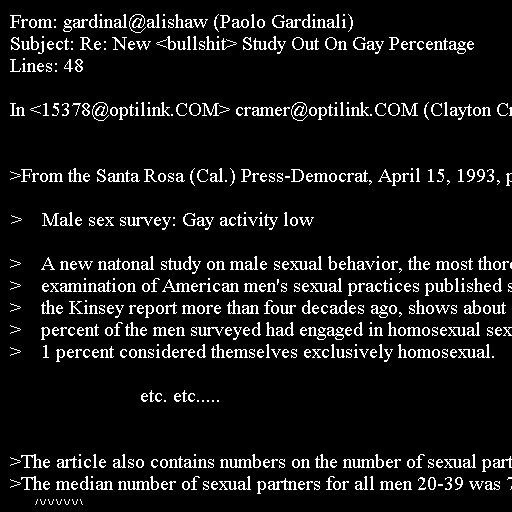 From: gardinal@alishaw (Paolo Gardinali)
Subject: Re: New <bullshit> Study Out On Gay Percentage
Lines: 48
In <15378@optilink.COM> cramer@optilink.COM (Clayton
>From the Santa Rosa (Cal.) Press-Democrat, April 15, 1993,
> Male sex survey: Gay activity low
> A new natonal study on male sexual behavior, the most
> examination of American men's sexual practices published
> the Kinsey report more than four decades ago, shows about
> percent of the men surveyed had engaged in homosexual sex
> 1 percent considered themselves exclusively homosexual.
etc. etc.....
>The article also contains numbers on the number of sexual
>The median number of sexual partners for all men 20-39 was